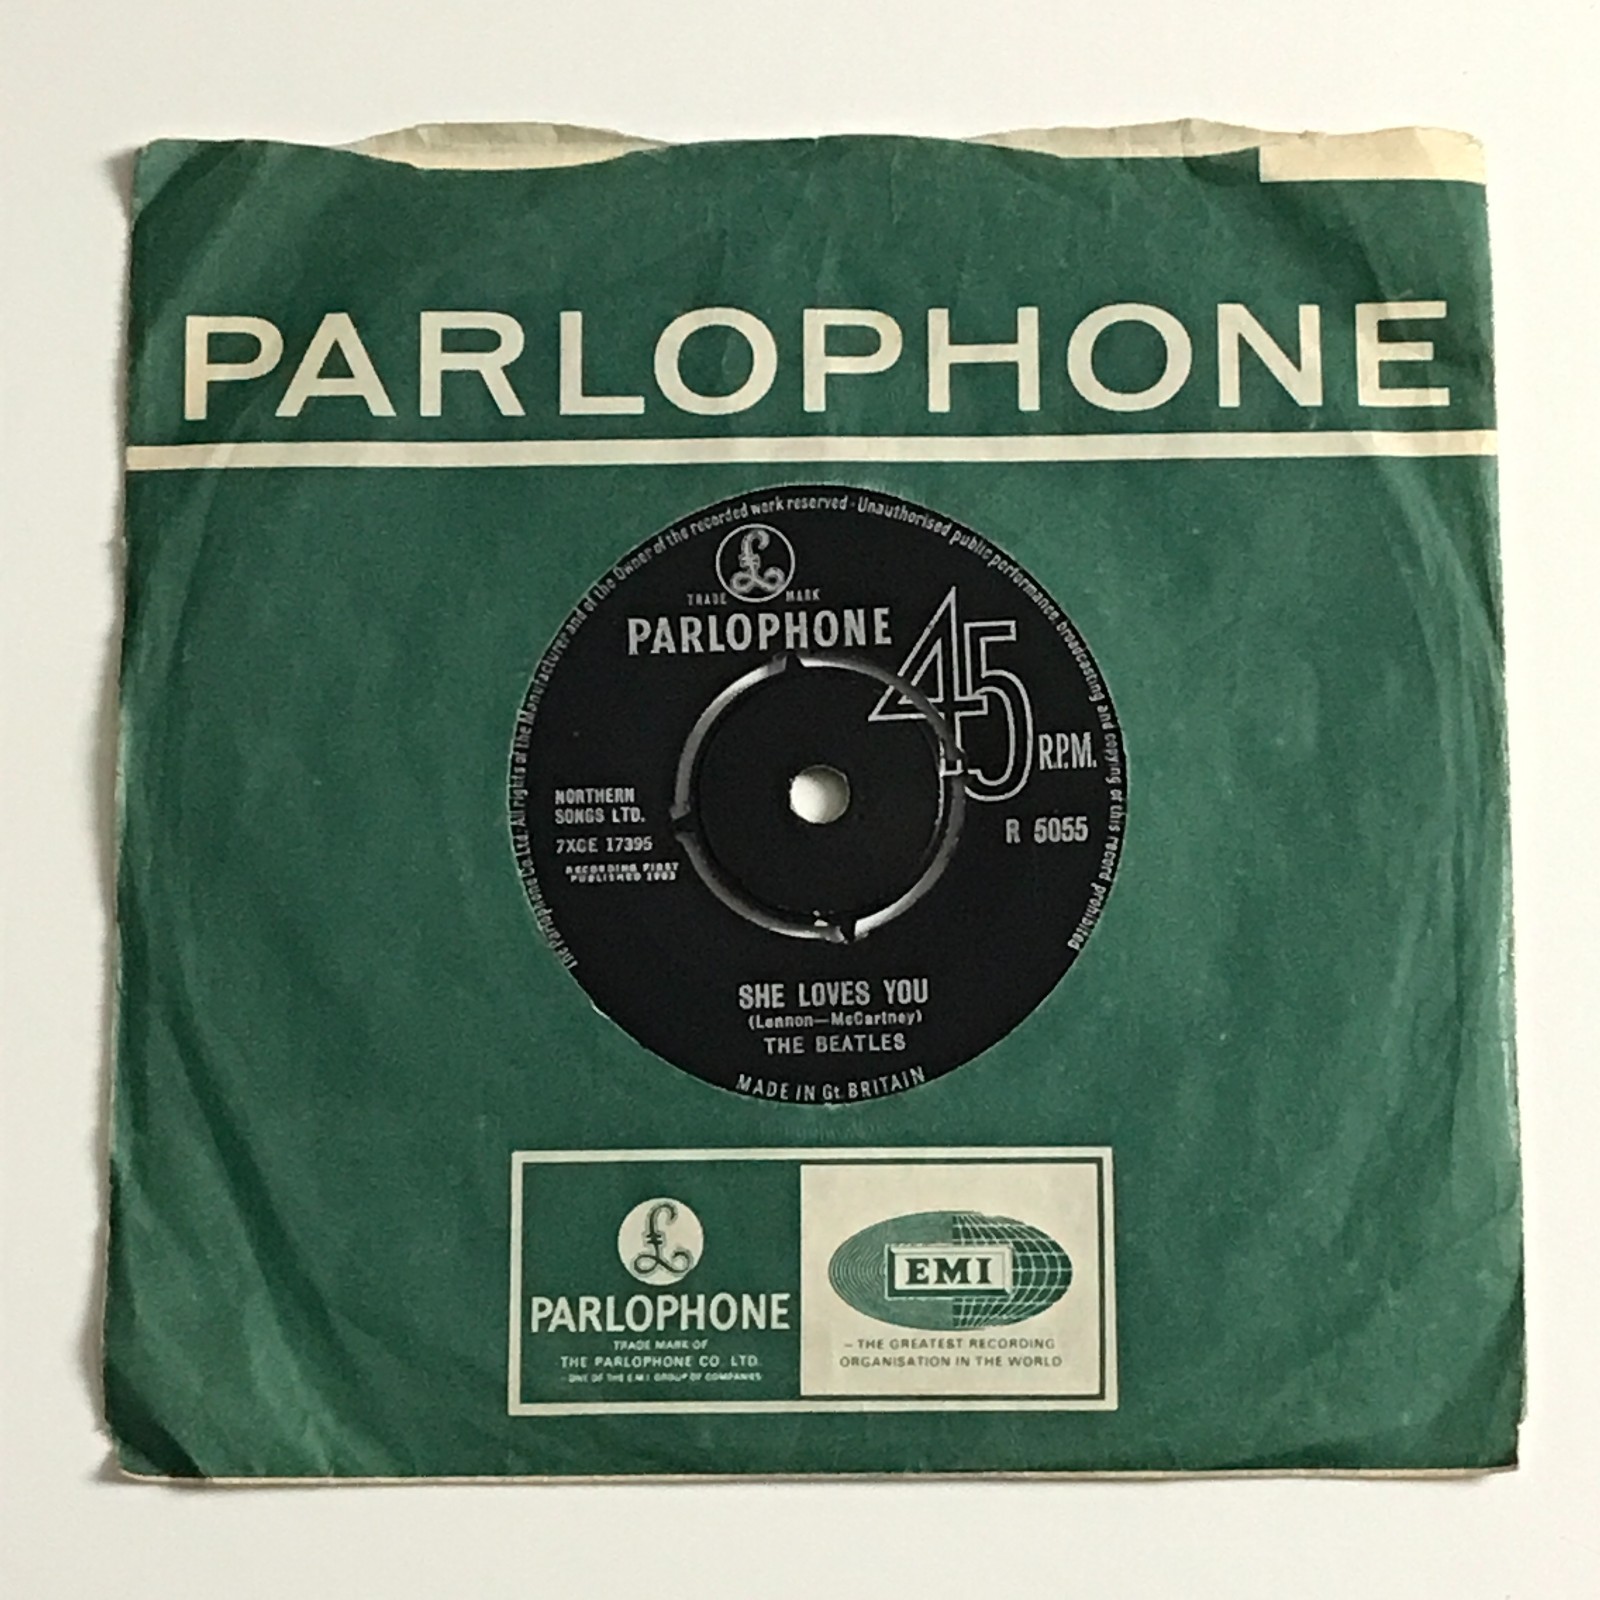 PARLOPHONE
The Parlophone Co. Ltd. All rights of the Manufacturer and of the Owner of the recorded work reserved · Unauthorised public performance, broadcasting and copying of this record prohibited
£
TRADE MARK
PARLOPHONE
45
R.P.M.
NORTHERN
SONGS LTD.
7XCE 17395
RECORDING FIRST
PUBLISHED 1963
R 5055
SHE LOVES YOU
(Lennon—McCartney)
THE BEATLES
MADE IN Gt. BRITAIN
£
PARLOPHONE
TRADE MARK OF
THE PARLOPHONE CO. LTD.
– ONE OF THE E.M.I. GROUP OF COMPANIES
EMI
– THE GREATEST RECORDING
ORGANISATION IN THE WORLD